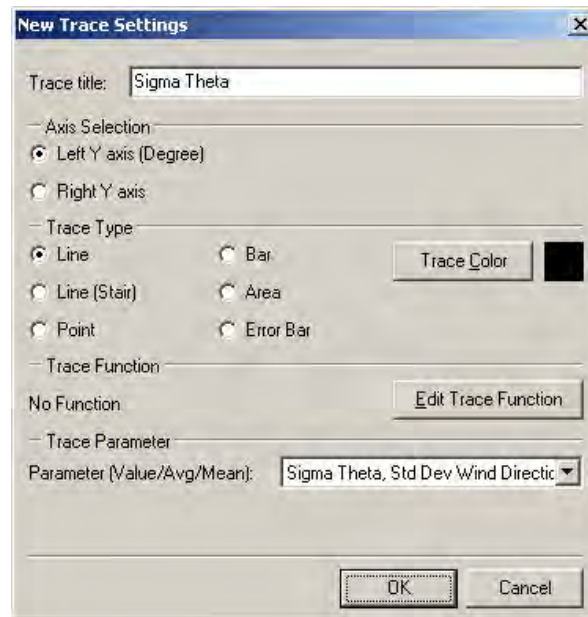 New Trace Settings
Trace title: Sigma Theta
Axis Selection
Left Y axis (Degree)
Right Y axis
Trace Type
Line Bar Trace Color
Line (Stair) Area
Point Error Bar
Trace Function
No Function Edit Trace Function
Trace Parameter
Parameter (Value/Avg/Mean): Sigma Theta, Std Dev Wind Directic
OK Cancel